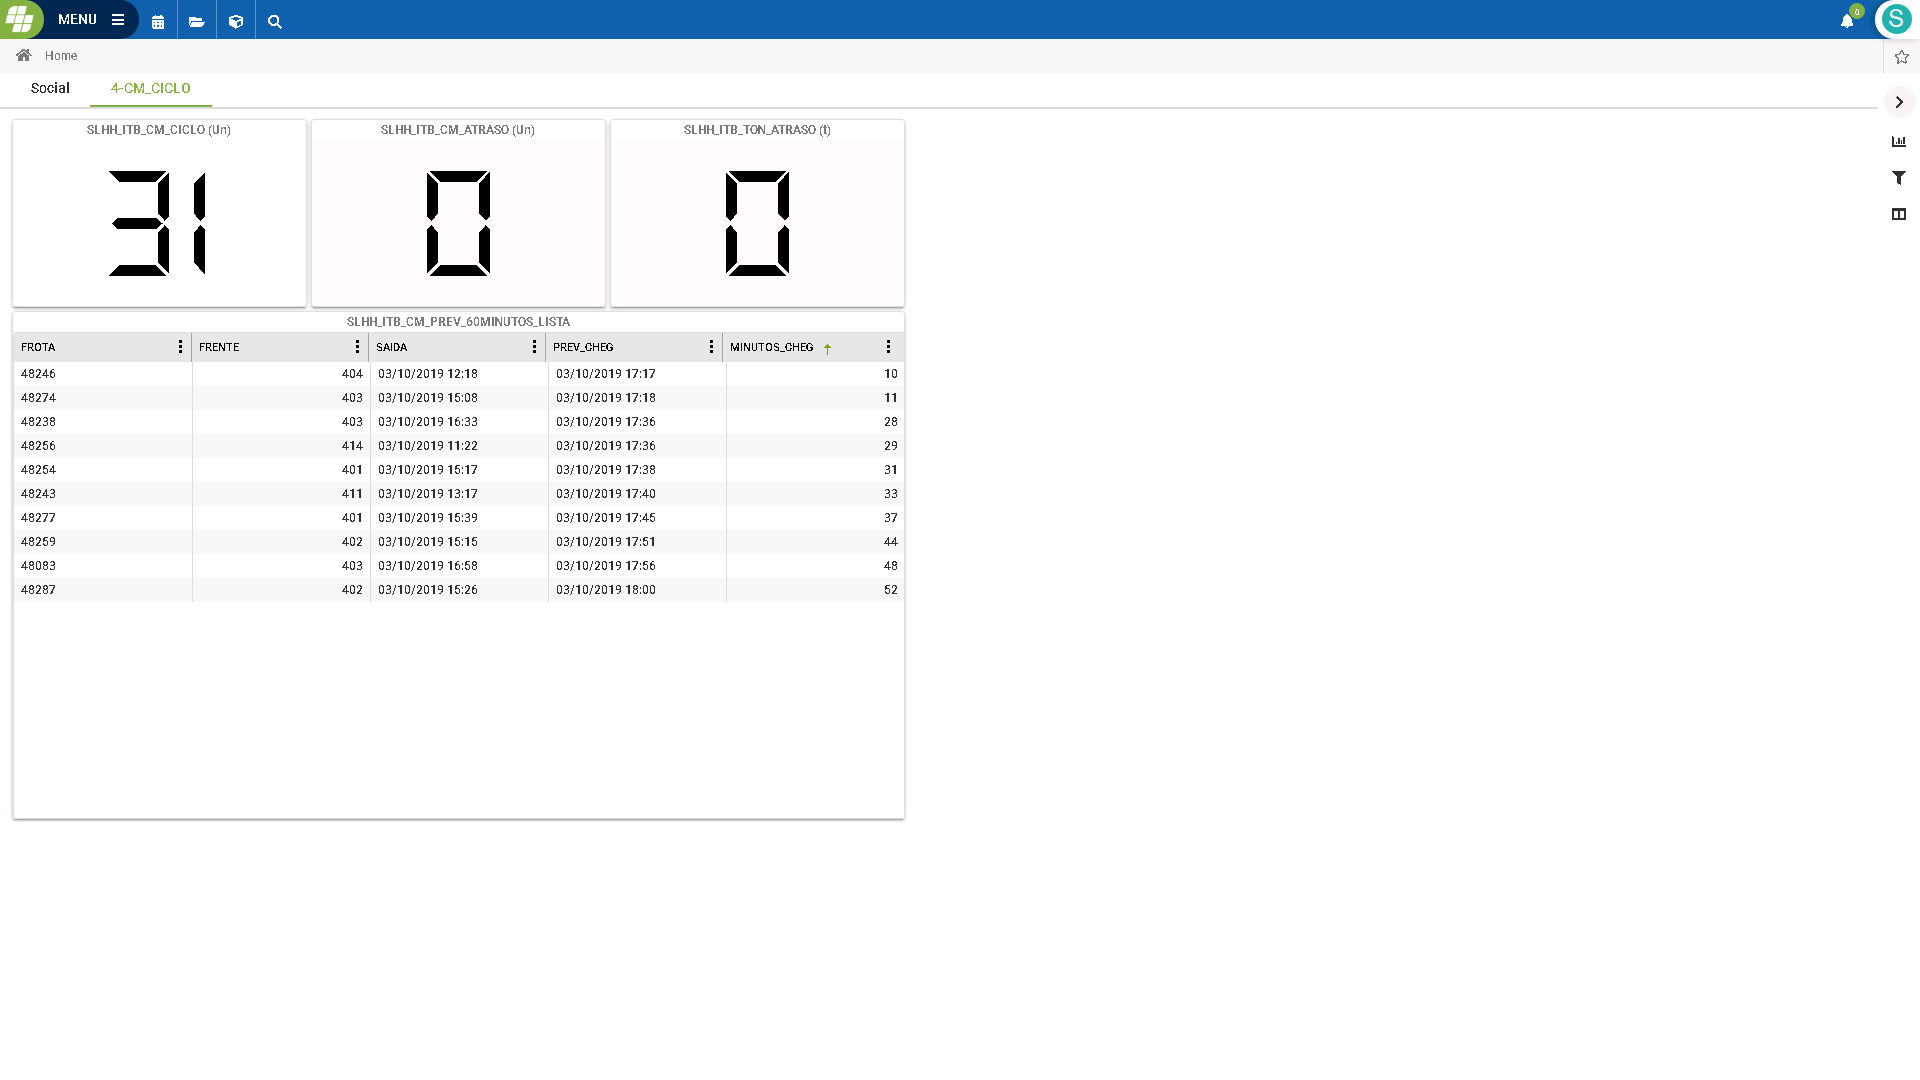 MENU
0
S
Home
Social 4-CM_CICLO
SLHH_ITB_CM_CICLO (Un) SLHH_ITB_CM_ATRASO (Un) SLHH_ITB_TON_ATRASO (t)
31 0 0
SLHH_ITB_CM_PREV_60MINUTOS_LISTA
FROTA FRENTE SAIDA PREV_CHEG MINUTOS_CHEG
48246 404 03/10/2019 12:18 03/10/2019 17:17 10
48274 403 03/10/2019 15:08 03/10/2019 17:18 11
48238 403 03/10/2019 16:33 03/10/2019 17:36 28
48256 414 03/10/2019 11:22 03/10/2019 17:36 29
48254 401 03/10/2019 15:17 03/10/2019 17:38 31
48243 411 03/10/2019 13:17 03/10/2019 17:40 33
48277 401 03/10/2019 15:39 03/10/2019 17:45 37
48259 402 03/10/2019 15:15 03/10/2019 17:51 44
48083 403 03/10/2019 16:58 03/10/2019 17:56 48
48287 402 03/10/2019 15:26 03/10/2019 18:00 52